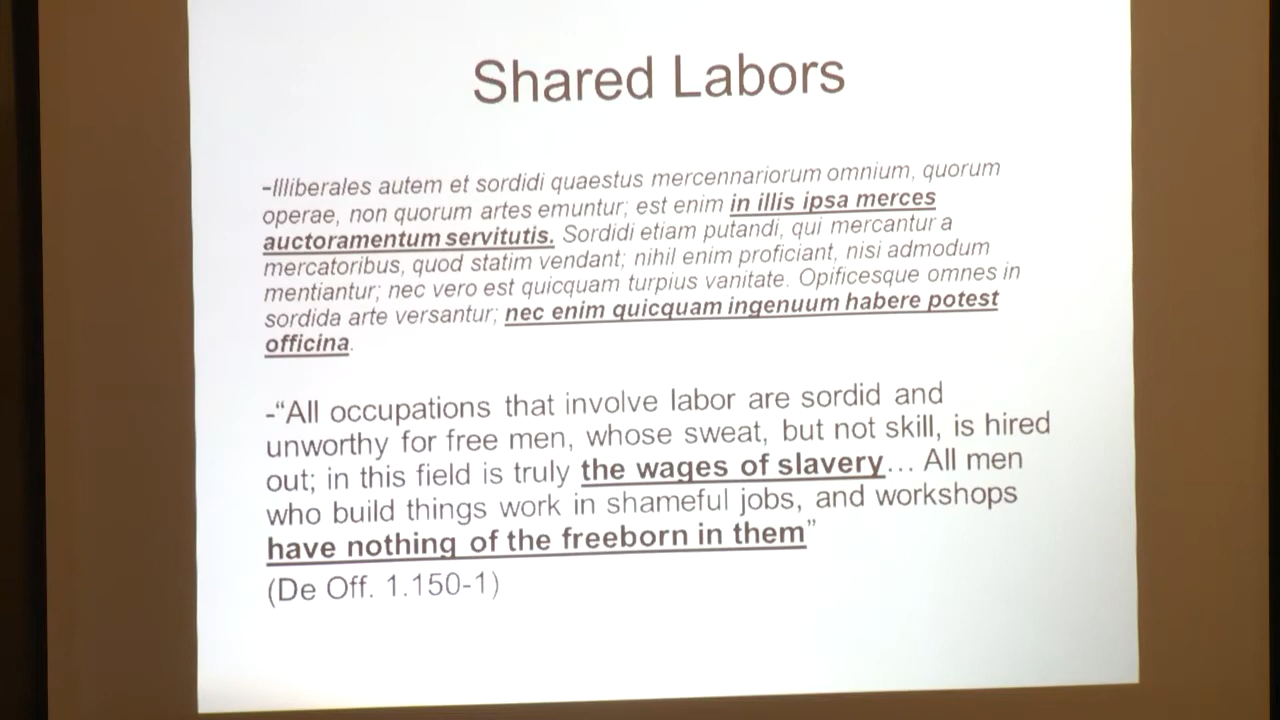 Shared Labors
-Illiberales autem et sordidi quaestus mercennariorum omnium, quorum
operae, non quorum artes emuntur; est enim in illis ipsa merces
auctoramentum servitutis. Sordidi etiam putandi, qui mercantur a
mercatoribus, quod statim vendant; nihil enim proficiant, nisi admodum
mentiantur; nec vero est quicquam turpius vanitate. Opificesque omnes in
sordida arte versantur; nec enim quicquam ingenuum habere potest
officina.
-“All occupations that involve labor are sordid and
unworthy for free men, whose sweat, but not skill, is hired
out; in this field is truly the wages of slavery… All men
who build things work in shameful jobs, and workshops
have nothing of the freeborn in them”
(De Off. 1.150-1)